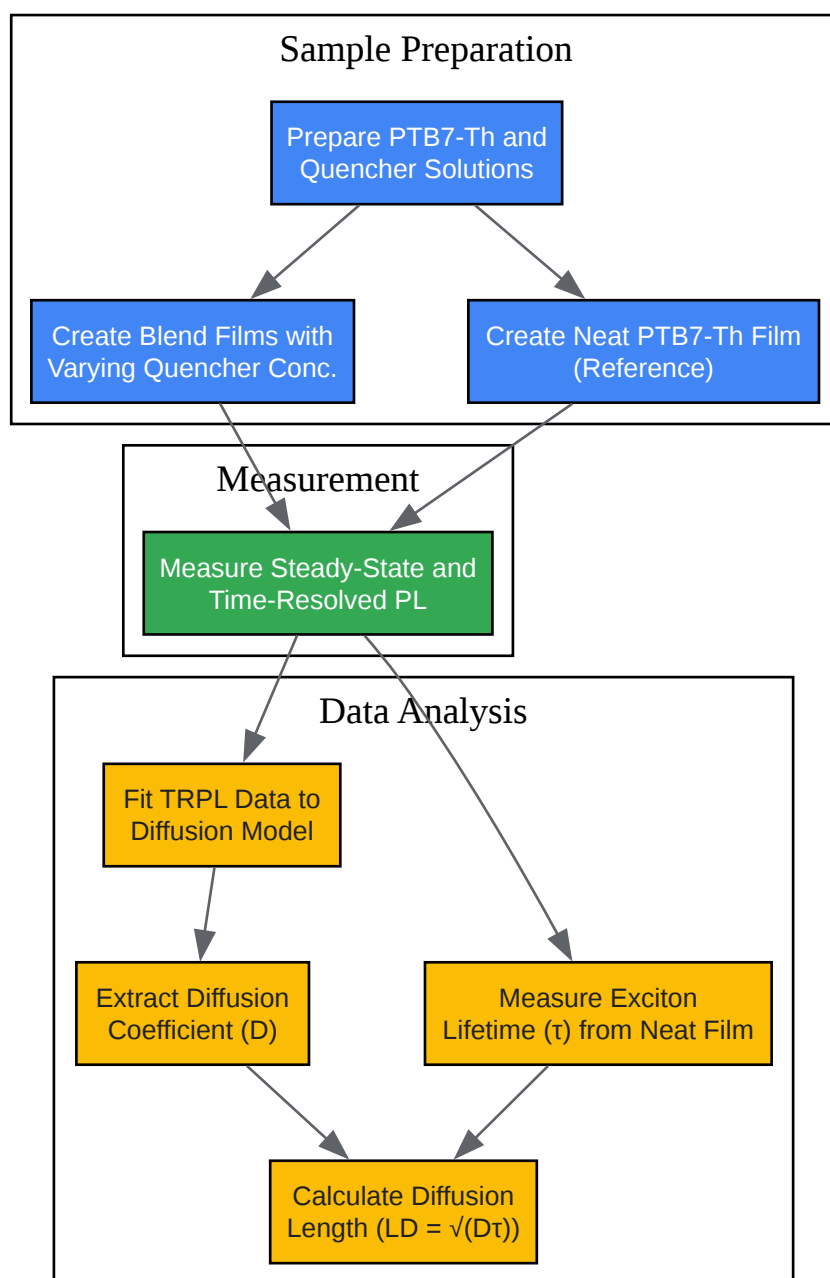 Sample Preparation
Prepare PTB7-Th and
Quencher Solutions
Create Blend Films with
Varying Quencher Conc.
Create Neat PTB7-Th Film
(Reference)
Measurement
Measure Steady-State and
Time-Resolved PL
Data Analysis
Fit TRPL Data to
Diffusion Model
Extract Diffusion
Coefficient (D)
Measure Exciton
Lifetime (τ) from Neat Film
Calculate Diffusion
Length (LD = √(Dτ))